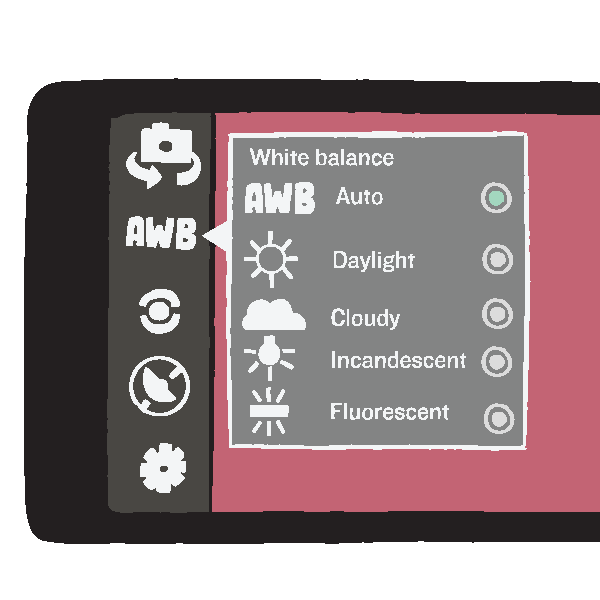 AWB
White balance
AWB Auto
Daylight
Cloudy
Incandescent
Fluorescent